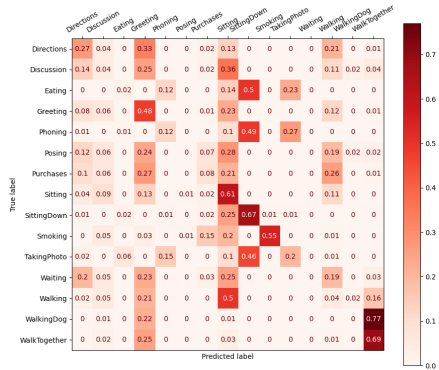 Directions Discussion Eating Greeting Phoning Posing Purchases Sitting SittingDown Smoking TakingPhoto Waiting Walking WalkingDog WalkTogether
Directions 0.27 0.04 0 0.33 0 0 0.02 0.13 0 0 0 0 0.21 0 0.01
Discussion 0.14 0.04 0 0.25 0 0 0.02 0.36 0 0 0 0 0.11 0.02 0.04
Eating 0 0 0.02 0 0.12 0 0 0.14 0.5 0 0.23 0 0 0 0
Greeting 0.08 0.06 0 0.48 0 0 0.01 0.23 0 0 0 0 0.12 0 0.01
Phoning 0.01 0 0.01 0 0.12 0 0 0.1 0.49 0 0.27 0 0 0 0
Posing 0.12 0.06 0 0.24 0 0 0.07 0.28 0 0 0 0 0.19 0.02 0.02
Purchases 0.1 0.06 0 0.27 0 0 0.08 0.21 0 0 0 0 0.26 0 0.01
Sitting 0.04 0.09 0 0.13 0 0.01 0.02 0.61 0 0 0 0 0.11 0 0
SittingDown 0.01 0 0.02 0 0.01 0 0.02 0.25 0.67 0.01 0.01 0 0 0 0
Smoking 0 0.05 0 0.03 0 0.01 0.15 0.2 0 0.55 0 0 0.01 0 0
TakingPhoto 0.02 0 0.06 0 0.15 0 0 0.1 0.46 0 0.2 0 0.01 0 0
Waiting 0.2 0.05 0 0.23 0 0 0.03 0.25 0 0 0 0 0.19 0 0.03
Walking 0.02 0.05 0 0.21 0 0 0.01 0.5 0 0 0 0 0.04 0.02 0.16
WalkingDog 0 0 0 0.22 0 0 0 0.01 0 0 0 0 0 0 0.77
WalkTogether 0 0.02 0 0.25 0 0 0 0.03 0 0 0 0 0.01 0 0.69
True label
Predicted label
0.7
0.6
0.5
0.4
0.3
0.2
0.1
0.0